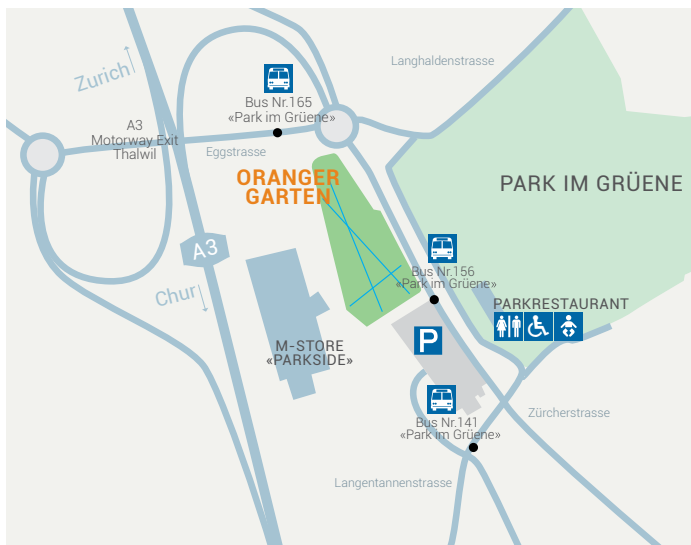 Langhaldenstrasse
Zurich
Bus Nr.165
«Park im Grüene»
A3
Motorway Exit
Thalwil
Eggstrasse
ORANGER
GARTEN
PARK IM GRÜENE
A3
Bus Nr.156
«Park im Grüene»
Chur
PARKRESTAURANT
P
M-STORE
«PARKSIDE»
Zürcherstrasse
Bus Nr.141
«Park im Grüene»
Langentannenstrasse